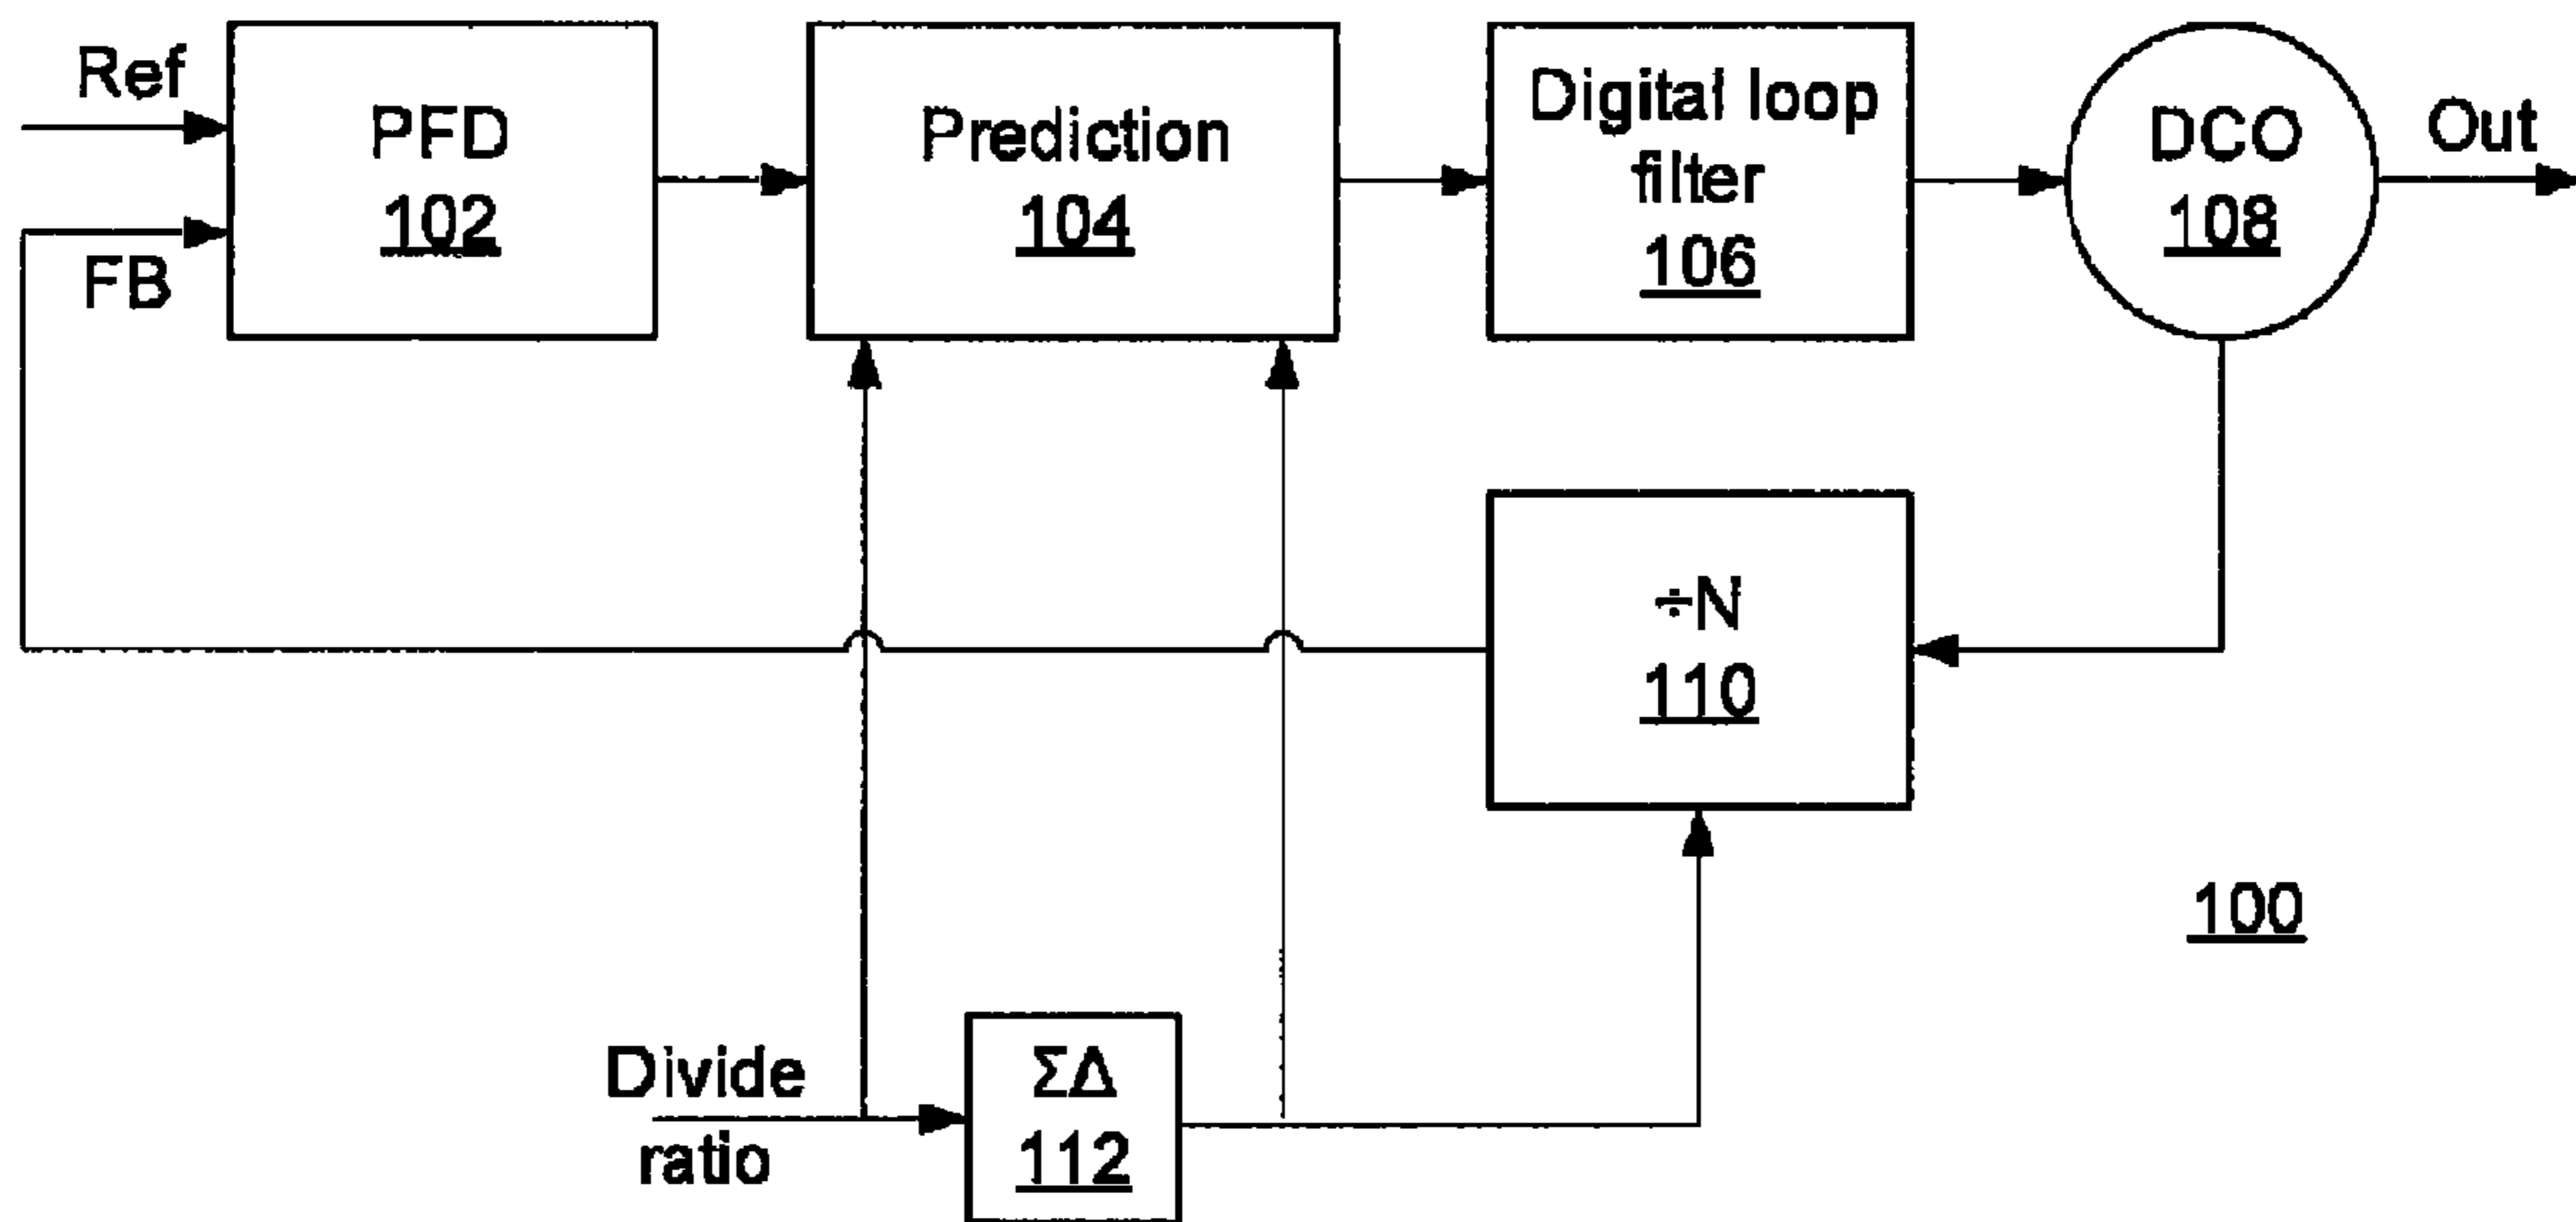 Ref
FB
PFD
102
Prediction
104
Digital loop
filter
106
DCO
108
Out
÷N
110
100
Divide
ratio
ΣΔ
112